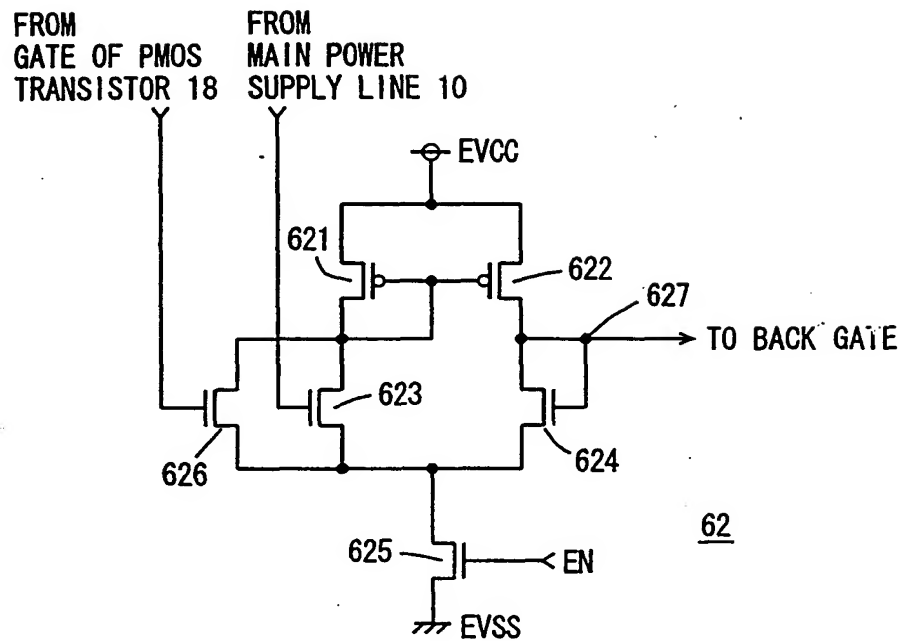 FROM
GATE OF PMOS
TRANSISTOR 18
FROM
MAIN POWER
SUPPLY LINE 10
EVCC
621
622
627
TO BACK GATE
623
626
624
62
625
EN
EVSS